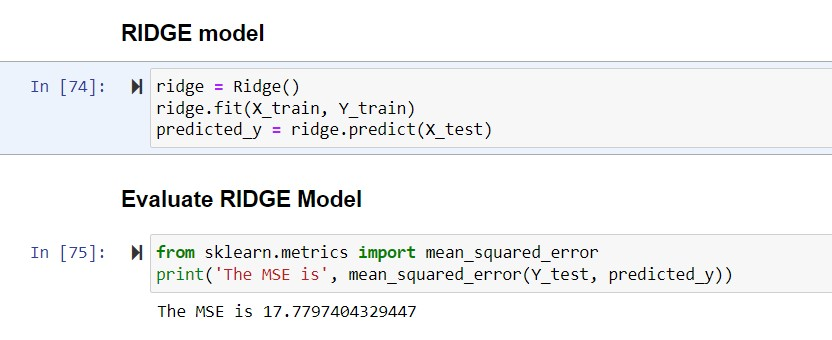 RIDGE model
In [74]:
ridge = Ridge()
ridge.fit(X_train, Y_train)
predicted_y = ridge.predict(X_test)
Evaluate RIDGE Model
In [75]:
from sklearn.metrics import mean_squared_error
print('The MSE is', mean_squared_error(Y_test, predicted_y))
The MSE is 17.7797404329447